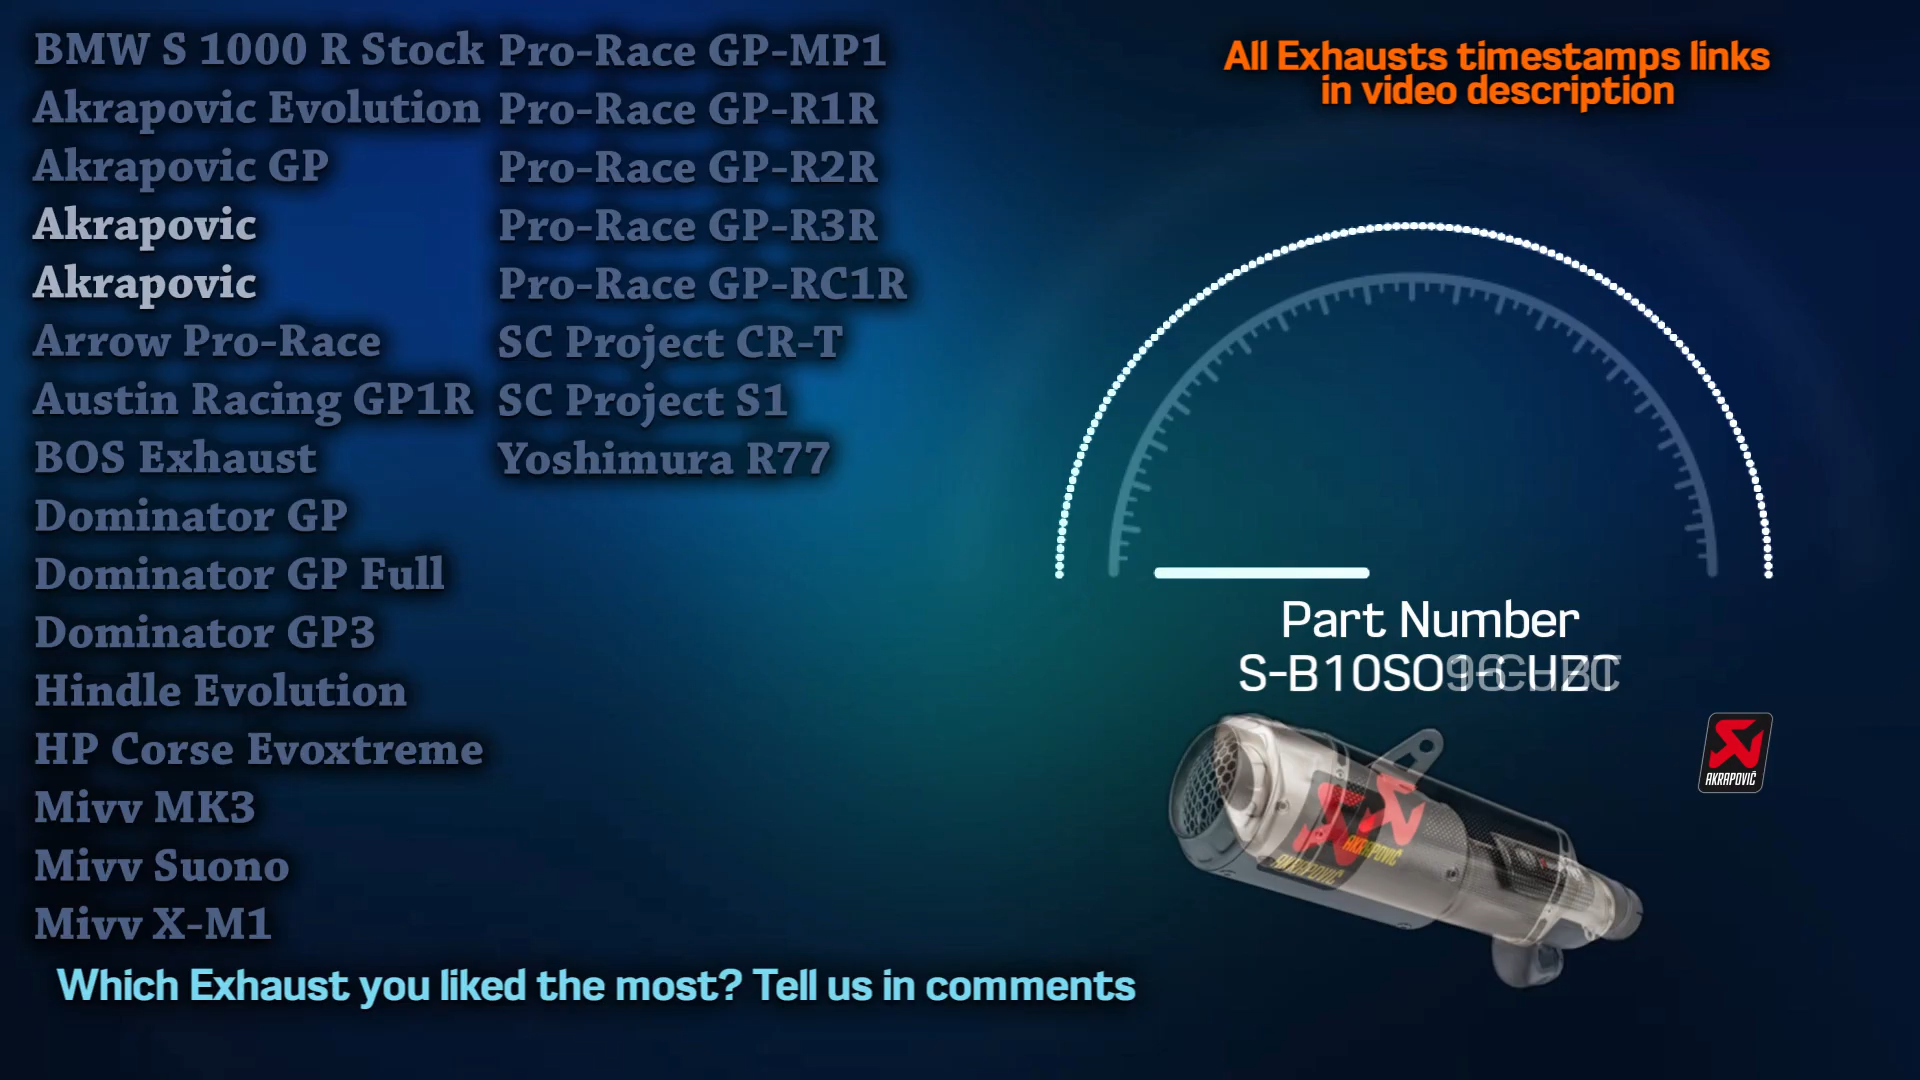 BMW S 1000 R Stock
Akrapovic Evolution
Akrapovic GP
Akrapovic
Akrapovic
Arrow Pro-Race
Austin Racing GP1R
BOS Exhaust
Dominator GP
Dominator GP Full
Dominator GP3
Hindle Evolution
HP Corse Evoxtreme
Mivv MK3
Mivv Suono
Mivv X-M1
Pro-Race GP-MP1
Pro-Race GP-R1R
Pro-Race GP-R2R
Pro-Race GP-R3R
Pro-Race GP-RC1R
SC Project CR-T
SC Project S1
Yoshimura R77
All Exhausts timestamps links
in video description
Part Number
AKRAPOVIČ
AKRAPOVIČ
AKRAPOVIČ
Which Exhaust you liked the most? Tell us in comments